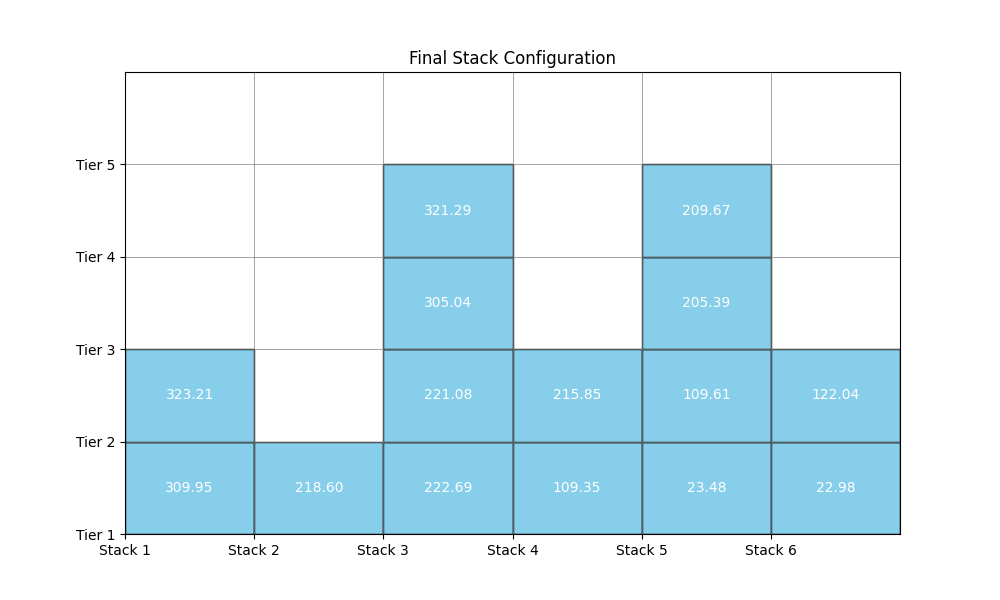 Final Stack Configuration
Tier 5
321.29 209.67
Tier 4
305.04 205.39
Tier 3
323.21 221.08 215.85 109.61 122.04
Tier 2
309.95 218.60 222.69 109.35 23.48 22.98
Tier 1
Stack 1 Stack 2 Stack 3 Stack 4 Stack 5 Stack 6